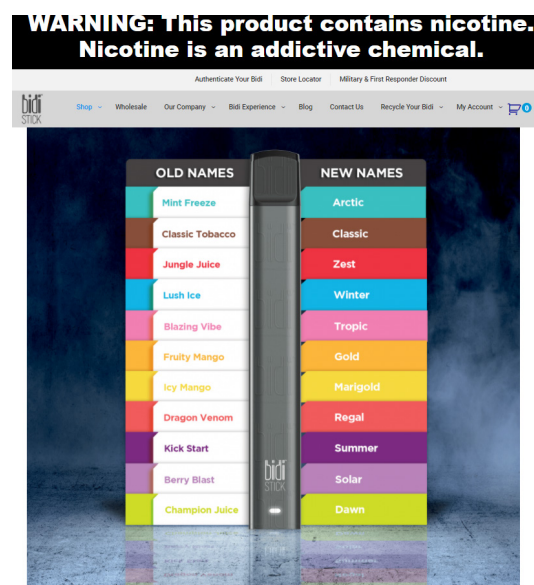 WARNING: This product contains nicotine.
Nicotine is an addictive chemical.
Authenticate Your Bidi Store Locator Military & First Responder Discount
bidi
STICK
Shop Wholesale Our Company Bidi Experience Blog Contact Us Recycle Your Bidi My Account 0
OLD NAMES NEW NAMES
Mint Freeze Arctic
Classic Tobacco Classic
Jungle Juice Zest
Lush Ice Winter
Blazing Vibe Tropic
Fruity Mango Gold
Icy Mango Marigold
Dragon Venom Regal
Kick Start Summer
Berry Blast Solar
Champion Juice Dawn
bidi
STICK